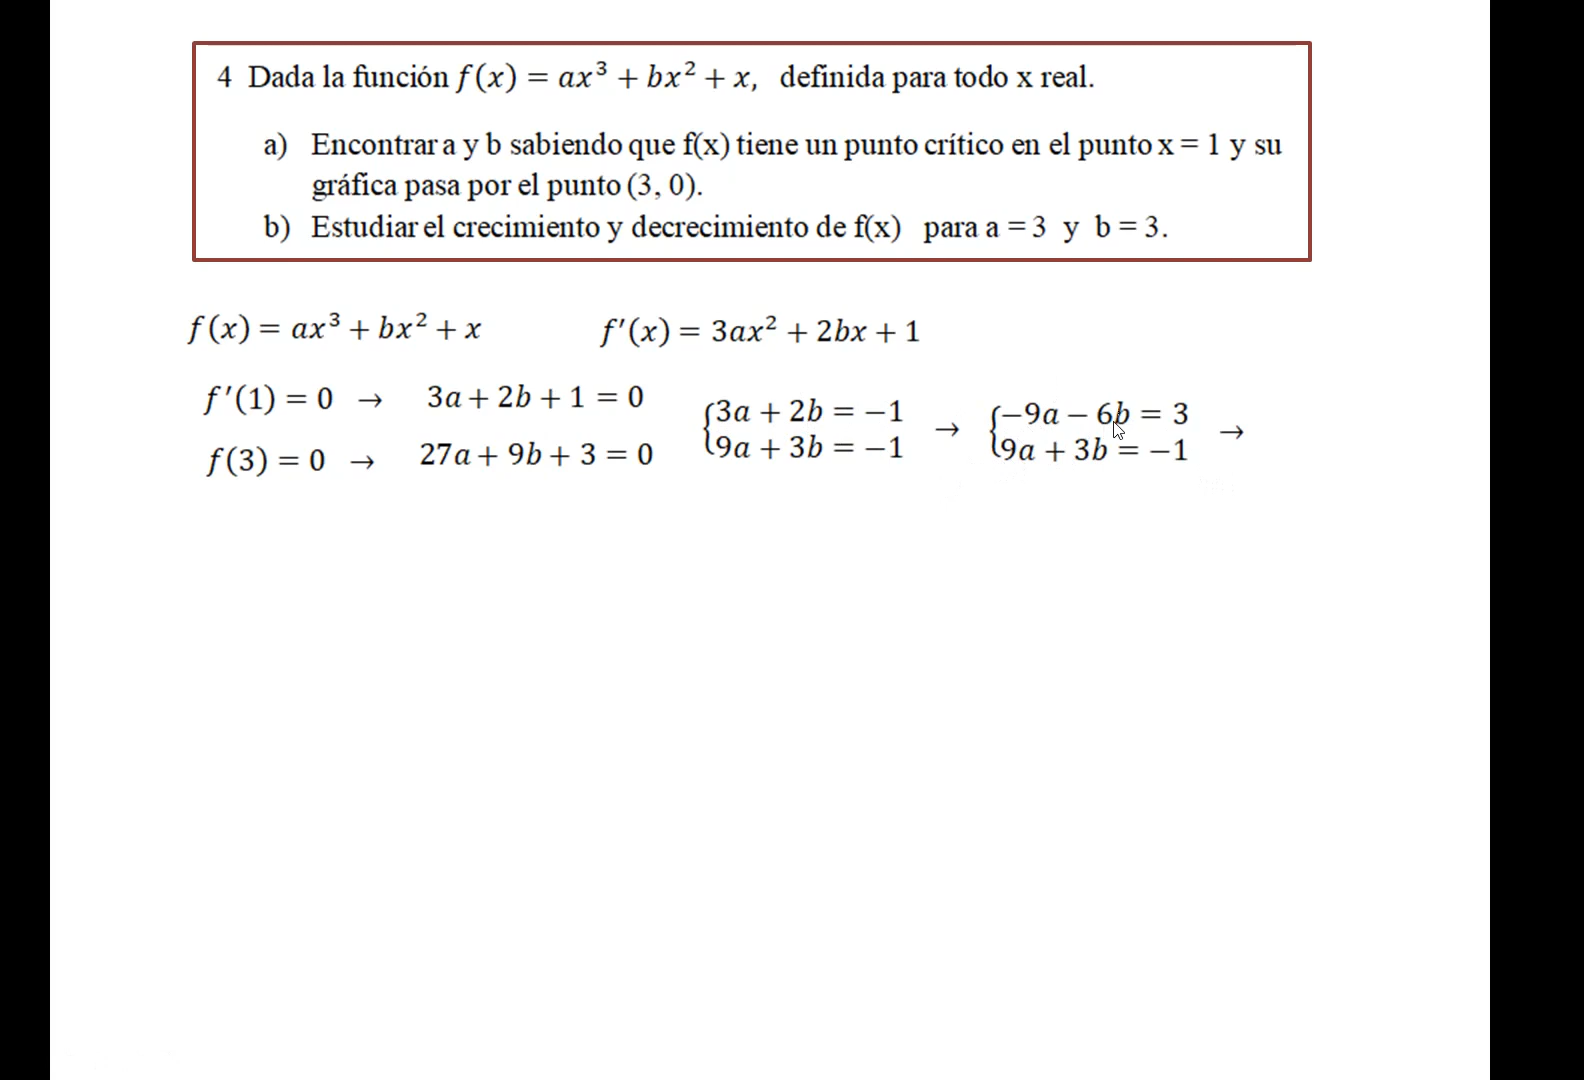 4 Dada la función f(x) = ax³ + bx² + x, definida para todo x real.
a) Encontrar a y b sabiendo que f(x) tiene un punto crítico en el punto x = 1 y su
gráfica pasa por el punto (3, 0).
b) Estudiar el crecimiento y decrecimiento de f(x) para a = 3 y b = 3.
f(x) = ax³ + bx² + x f'(x) = 3ax² + 2bx + 1
f'(1) = 0 → 3a + 2b + 1 = 0
f(3) = 0 → 27a + 9b + 3 = 0
{3a + 2b = −1
9a + 3b = −1 →
{−9a − 6b = 3
9a + 3b = −1 →